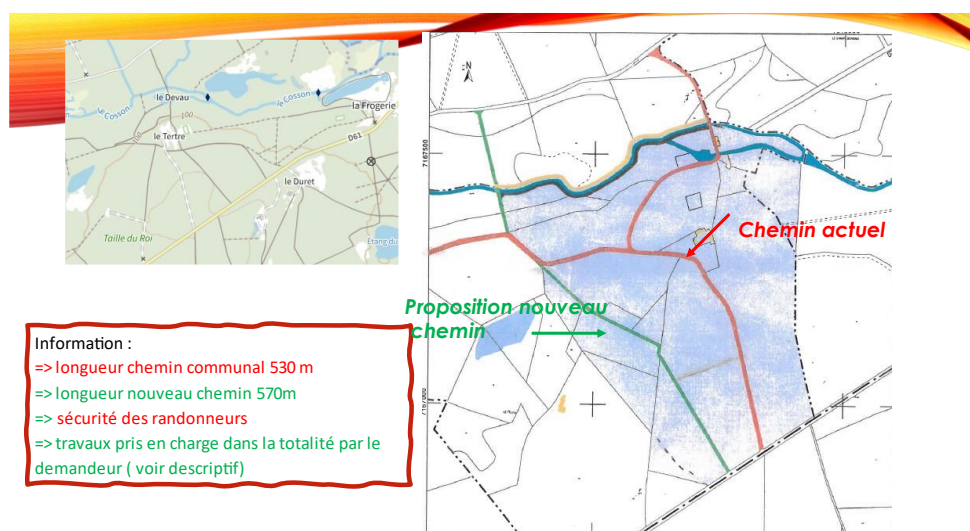 le Devau
le Cosson
le Cosson
la Frogerie
100
le Tertre
D61
le Duret
Taille du Roi
Etang du
N
7167500
7167000
Chemin actuel
Proposition nouveau
chemin
Information :
=> longueur chemin communal 530 m
=> longueur nouveau chemin 570m
=> sécurité des randonneurs
=> travaux pris en charge dans la totalité par le
demandeur ( voir descriptif)